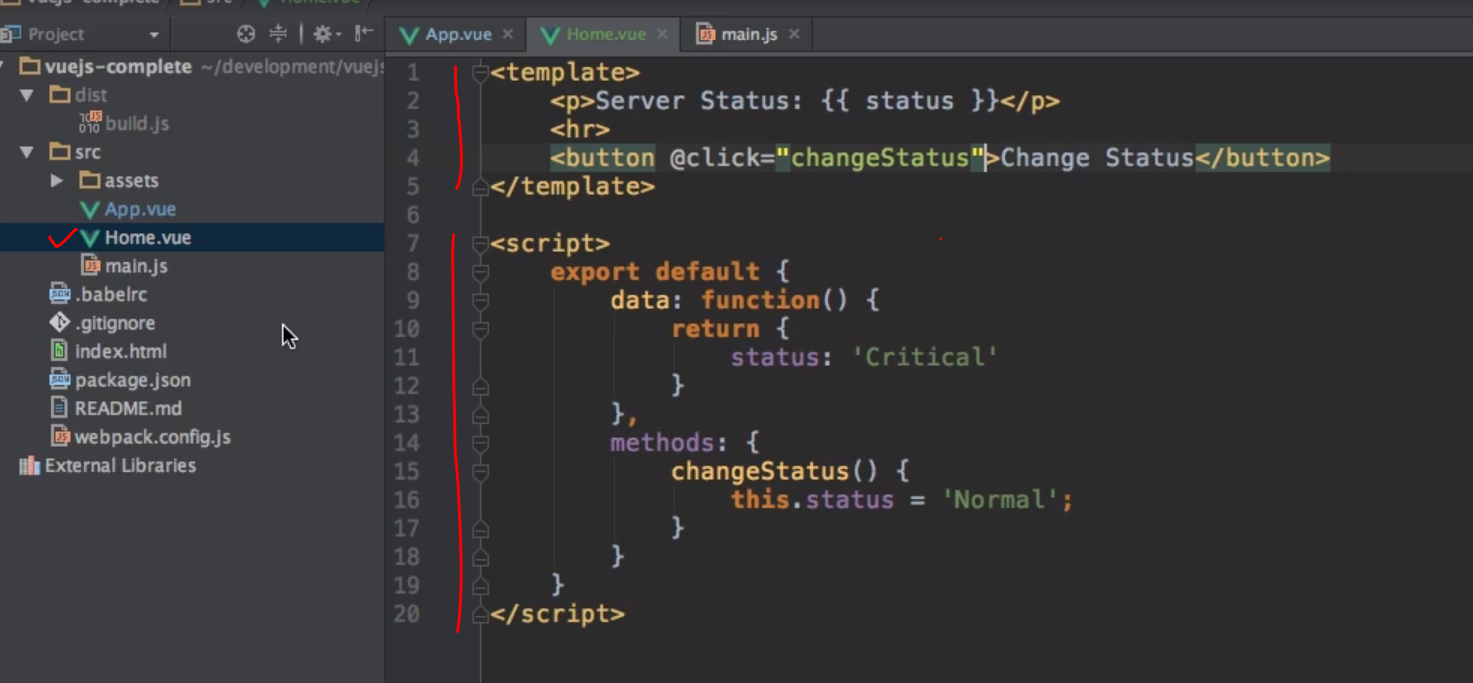 vuejs-complete src Home.vue
Project
App.vue
Home.vue
main.js
vuejs-complete ~/development/vuejs
dist
build.js
src
assets
App.vue
Home.vue
main.js
.babelrc
.gitignore
index.html
package.json
README.md
webpack.config.js
External Libraries
1 <template>
2 <p>Server Status: {{ status }}</p>
3 <hr>
4 <button @click="changeStatus">Change Status</button>
5 </template>
6
7 <script>
8 export default {
9 data: function() {
10 return {
11 status: 'Critical'
12 }
13 },
14 methods: {
15 changeStatus() {
16 this.status = 'Normal';
17 }
18 }
19 }
20 </script>